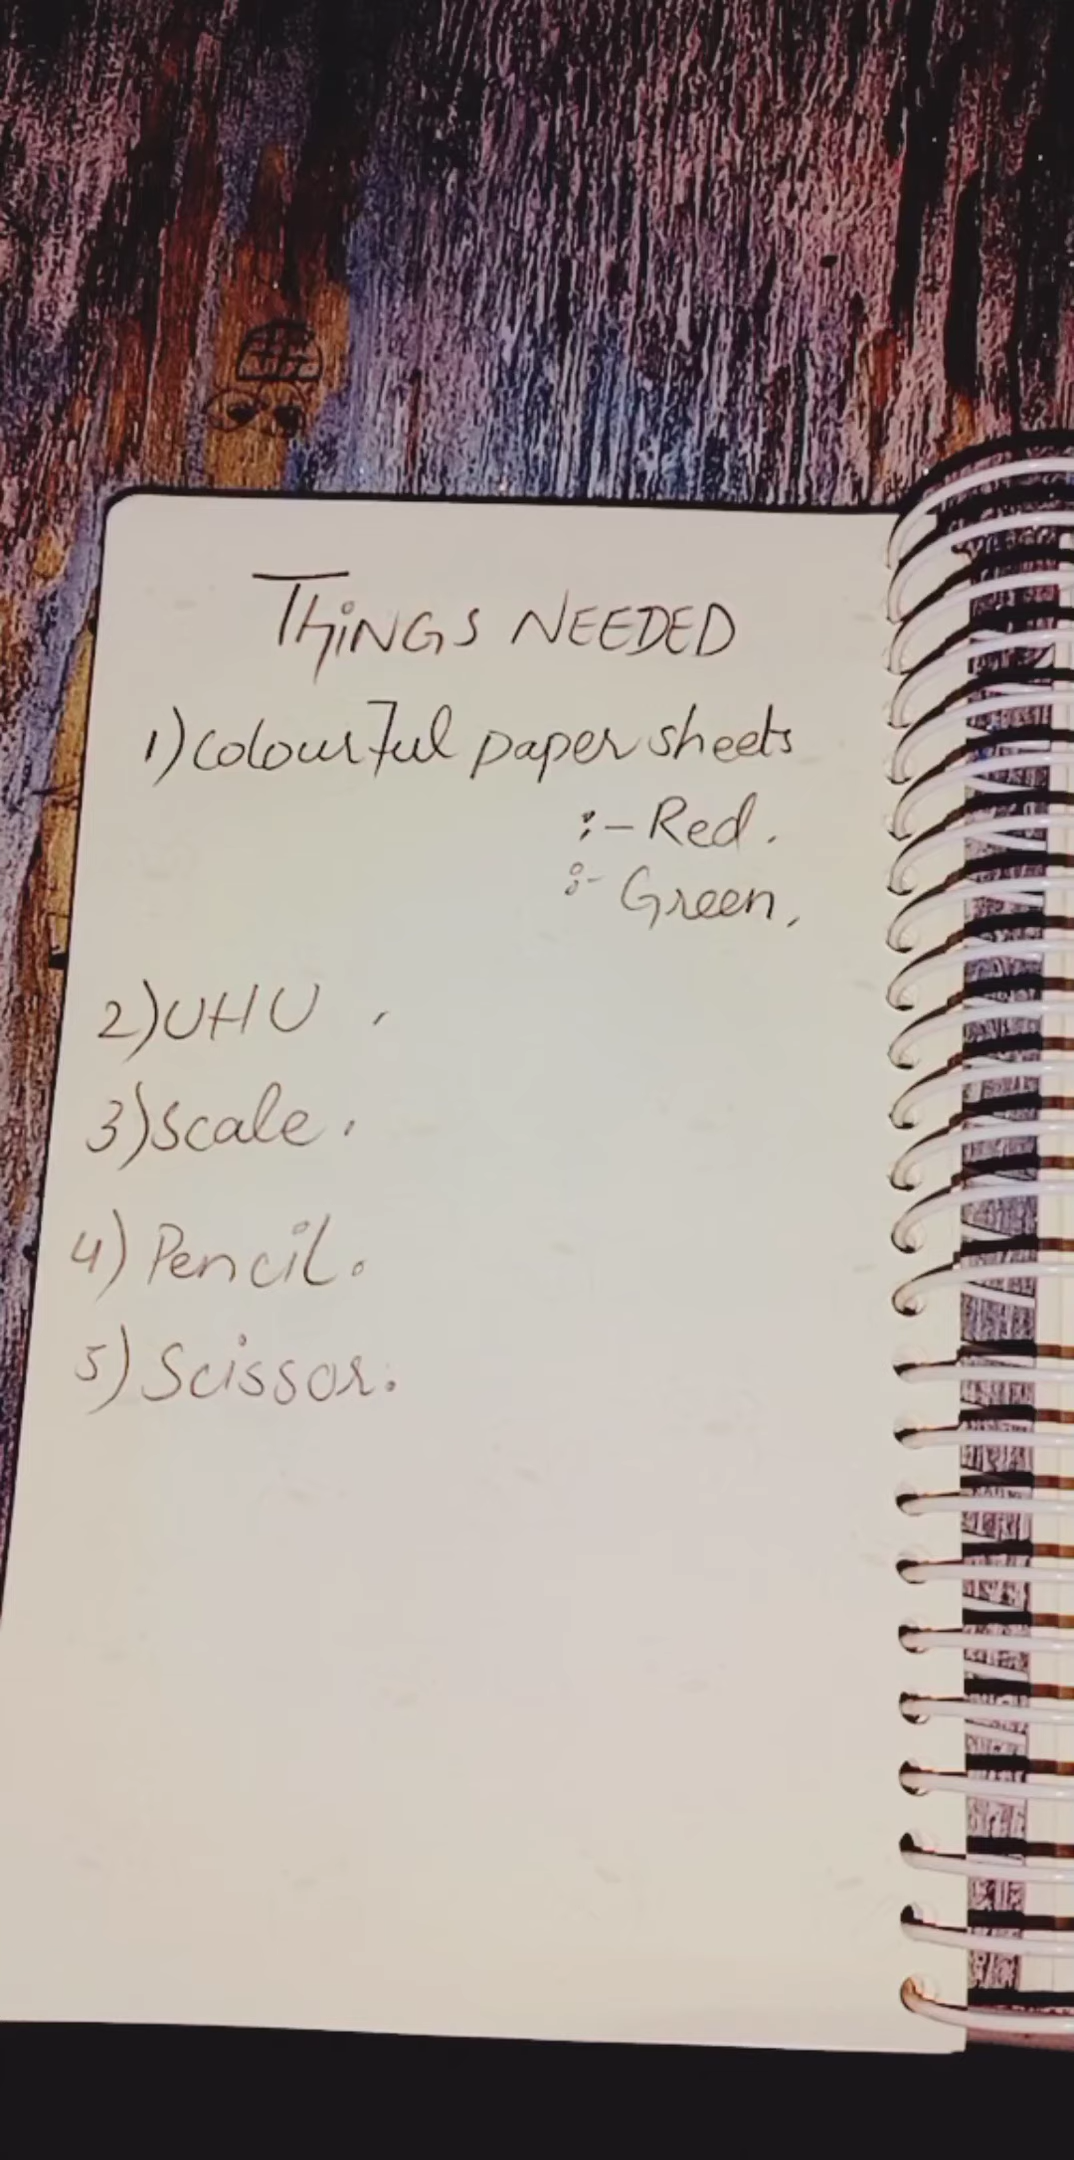 THiNGS NEEDED
1) colourful paper sheets
:- Red.
:- Green,
2) UHU,
3) scale.
4) Pencil.
5) Scissor.